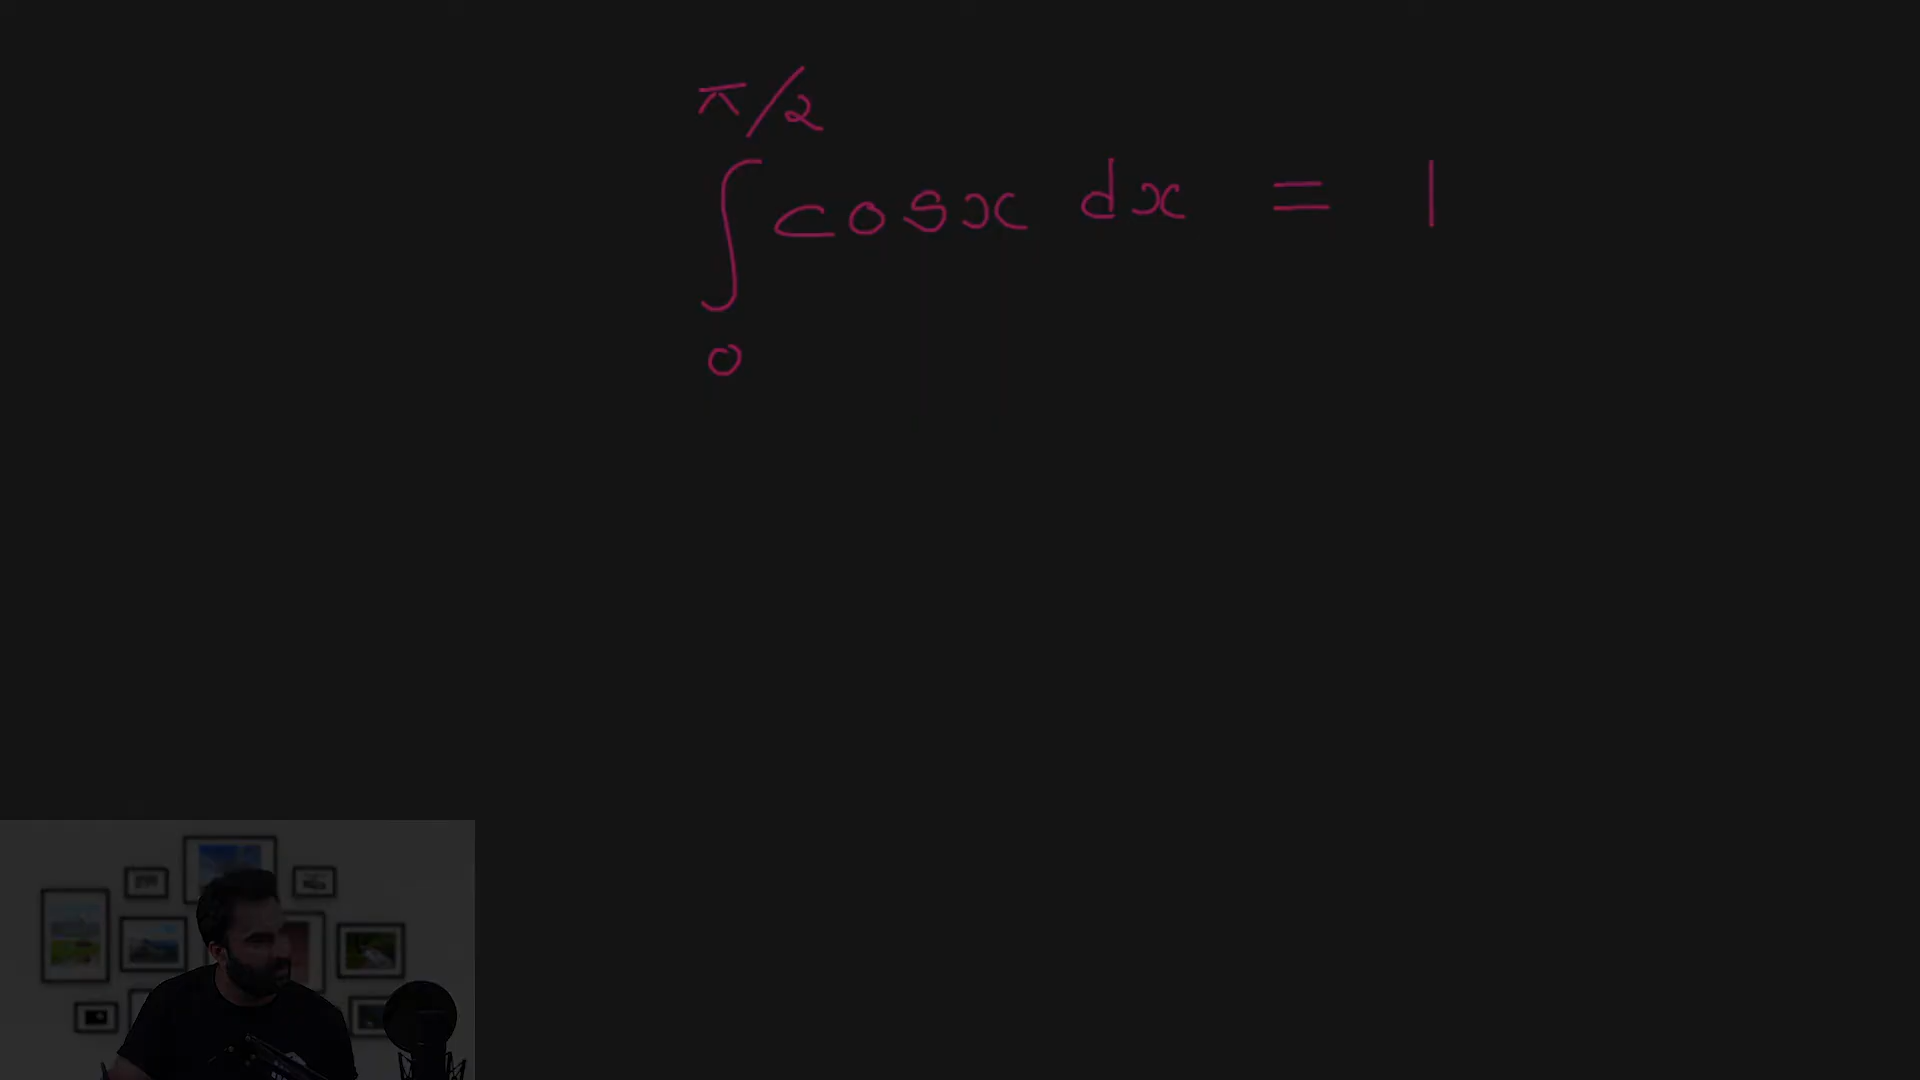 π/2
∫ cosx dx = 1
0